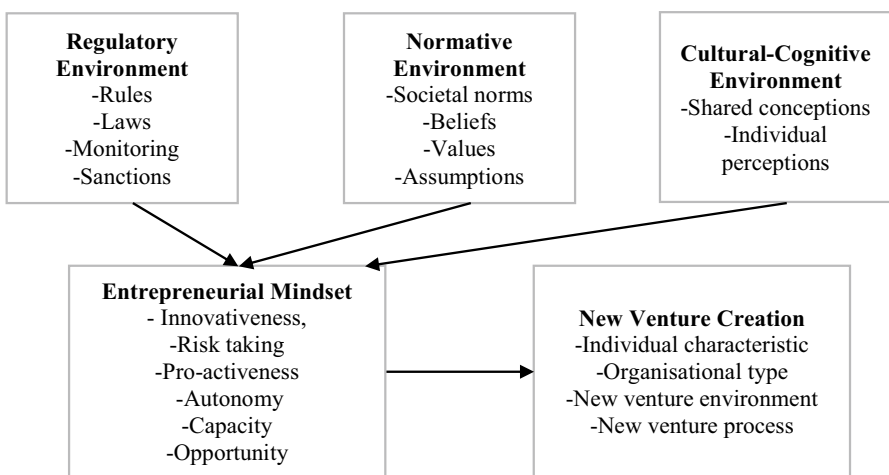 Regulatory
Environment
-Rules
-Laws
-Monitoring
-Sanctions
Normative
Environment
-Societal norms
-Beliefs
-Values
-Assumptions
Cultural-Cognitive
Environment
-Shared conceptions
-Individual
perceptions
Entrepreneurial Mindset
- Innovativeness,
-Risk taking
-Pro-activeness
-Autonomy
-Capacity
-Opportunity
New Venture Creation
-Individual characteristic
-Organisational type
-New venture environment
-New venture process